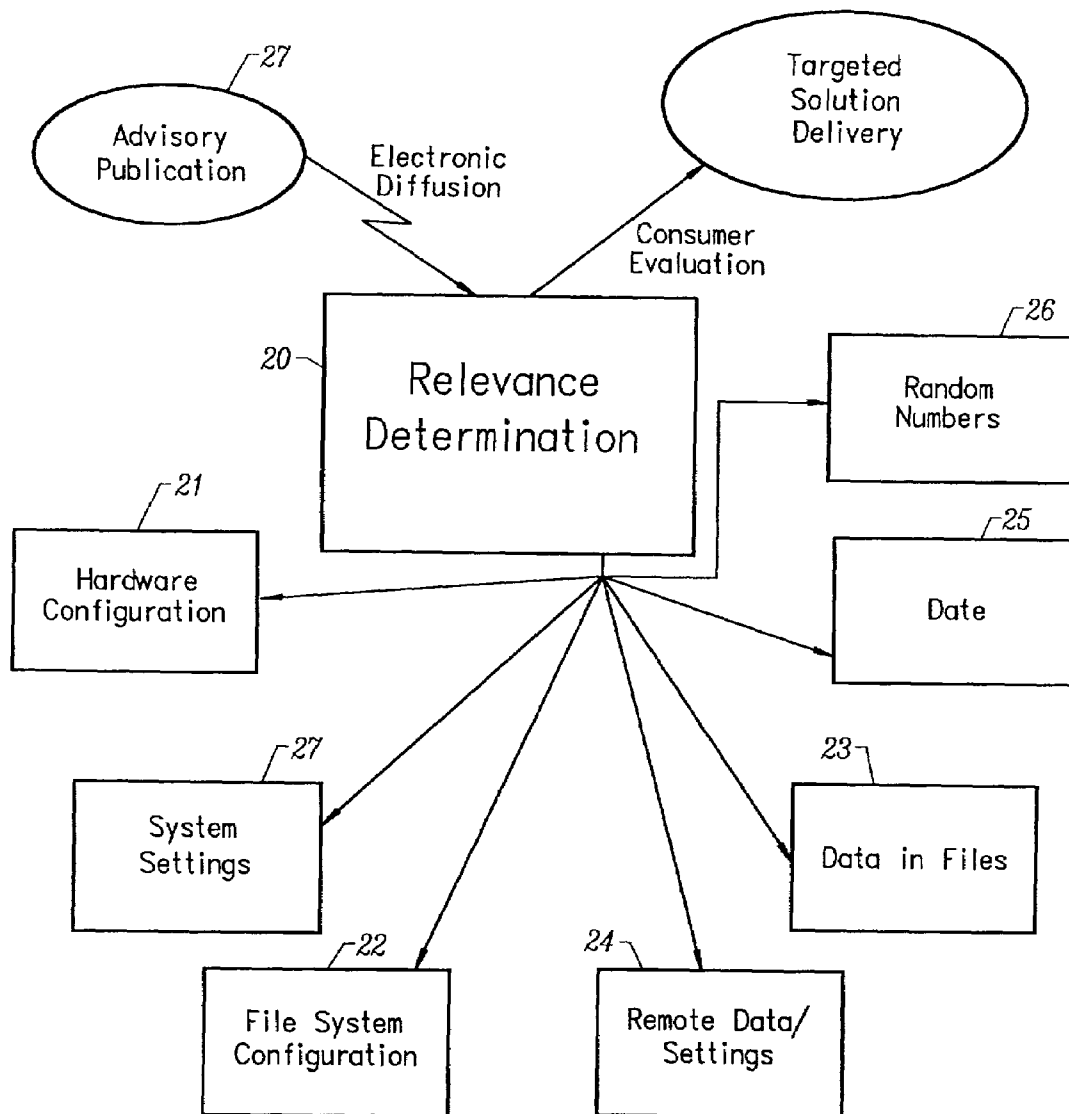 27
Advisory
Publication
Electronic
Diffusion
Targeted
Solution
Delivery
Consumer
Evaluation
20
Relevance
Determination
26
Random
Numbers
21
Hardware
Configuration
25
Date
27
System
Settings
23
Data in Files
22
File System
Configuration
24
Remote Data/
Settings